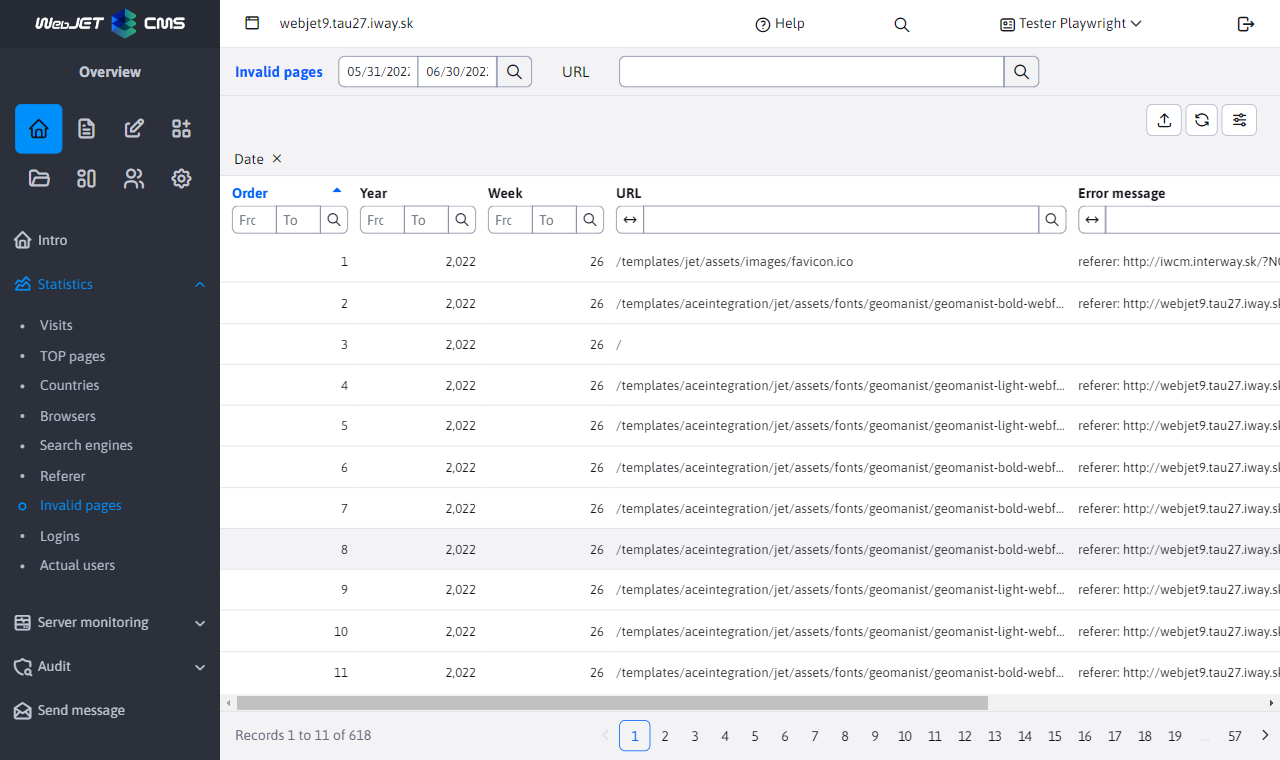 WebJET CMS
webjet9.tau27.iway.sk
Help
Tester Playwright
Overview
Invalid pages
05/31/2022
06/30/2022
URL
Date ×
Order Year Week URL Error message
To To To
1 2,022 26 /templates/jet/assets/images/favicon.ico referer: http://iwcm.interway.sk/?NO
2 2,022 26 /templates/aceintegration/jet/assets/fonts/geomanist/geomanist-bold-webf... referer: http://webjet9.tau27.iway.sk
3 2,022 26 /
4 2,022 26 /templates/aceintegration/jet/assets/fonts/geomanist/geomanist-light-webf... referer: http://webjet9.tau27.iway.sk
5 2,022 26 /templates/aceintegration/jet/assets/fonts/geomanist/geomanist-light-webf... referer: http://webjet9.tau27.iway.sk
6 2,022 26 /templates/aceintegration/jet/assets/fonts/geomanist/geomanist-bold-webf... referer: http://webjet9.tau27.iway.sk
7 2,022 26 /templates/aceintegration/jet/assets/fonts/geomanist/geomanist-bold-webf... referer: http://webjet9.tau27.iway.sk
8 2,022 26 /templates/aceintegration/jet/assets/fonts/geomanist/geomanist-bold-webf... referer: http://webjet9.tau27.iway.sk
9 2,022 26 /templates/aceintegration/jet/assets/fonts/geomanist/geomanist-light-webf... referer: http://webjet9.tau27.iway.sk
10 2,022 26 /templates/aceintegration/jet/assets/fonts/geomanist/geomanist-light-webf... referer: http://webjet9.tau27.iway.sk
11 2,022 26 /templates/aceintegration/jet/assets/fonts/geomanist/geomanist-bold-webf... referer: http://webjet9.tau27.iway.sk
Records 1 to 11 of 618
1 2 3 4 5 6 7 8 9 10 11 12 13 14 15 16 17 18 19 ... 57
Intro
Statistics
Visits
TOP pages
Countries
Browsers
Search engines
Referer
Invalid pages
Logins
Actual users
Server monitoring
Audit
Send message